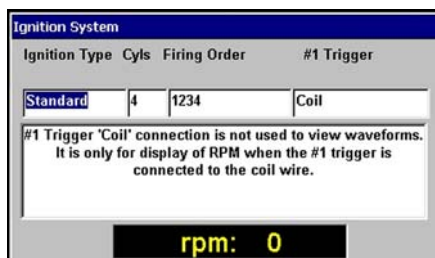 Ignition System
Ignition Type Cyls Firing Order #1 Trigger
Standard 4 1234 Coil
#1 Trigger 'Coil' connection is not used to view waveforms.
It is only for display of RPM when the #1 trigger is
connected to the coil wire.
rpm: 0